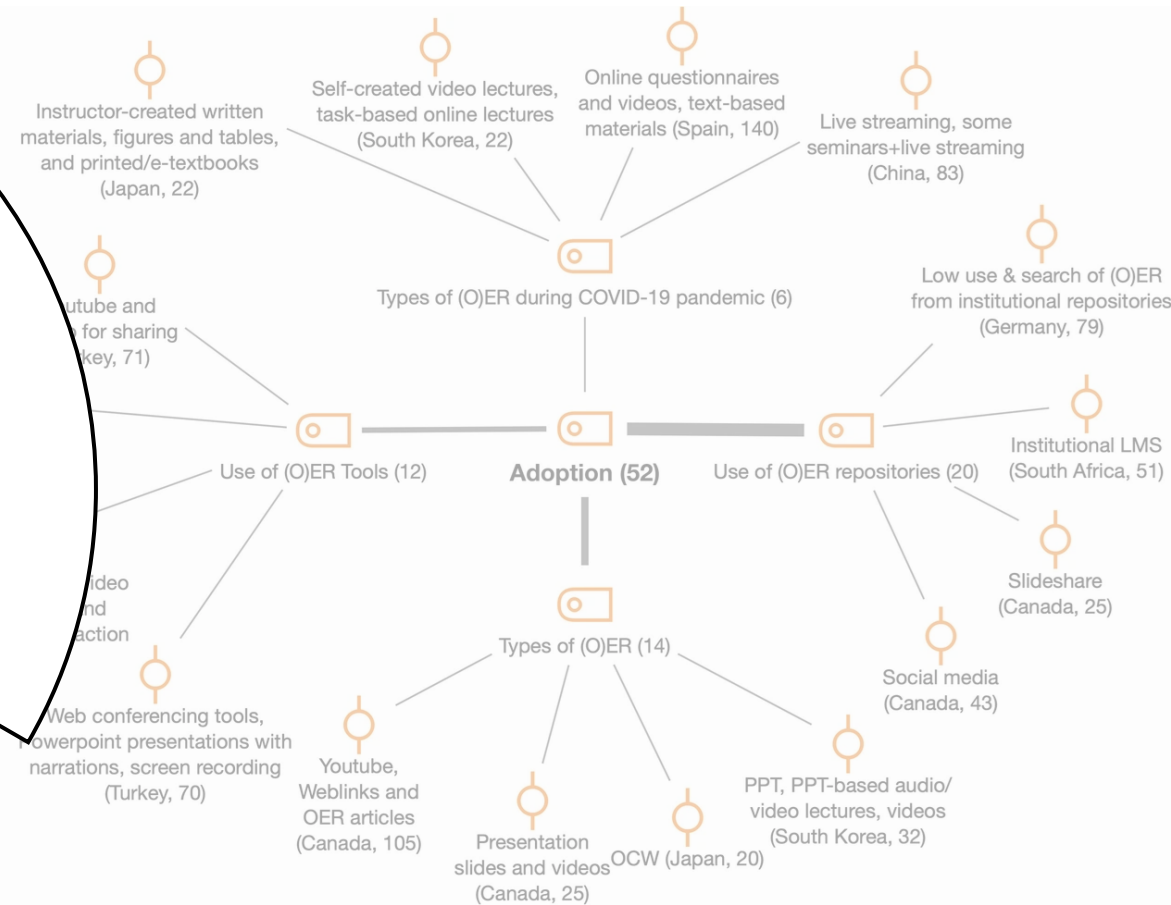 Instructor-created written
materials, figures and tables,
and printed/e-textbooks
(Japan, 22)
Self-created video lectures,
task-based online lectures
(South Korea, 22)
Online questionnaires
and videos, text-based
materials (Spain, 140)
Live streaming, some
seminars+live streaming
(China, 83)
Types of (O)ER during COVID-19 pandemic (6)
Low use & search of (O)ER
from institutional repositories
(Germany, 79)
and
for sharing
71)
Use of (O)ER Tools (12)
Adoption (52)
Use of (O)ER repositories (20)
Institutional LMS
(South Africa, 51)
Slideshare
(Canada, 25)
Social media
(Canada, 43)
Types of (O)ER (14)
Web conferencing tools,
Powerpoint presentations with
narrations, screen recording
(Turkey, 70)
Youtube,
Weblinks and
OER articles
(Canada, 105)
Presentation
slides and videos
(Canada, 25)
OCW (Japan, 20)
PPT, PPT-based audio/
video lectures, videos
(South Korea, 32)